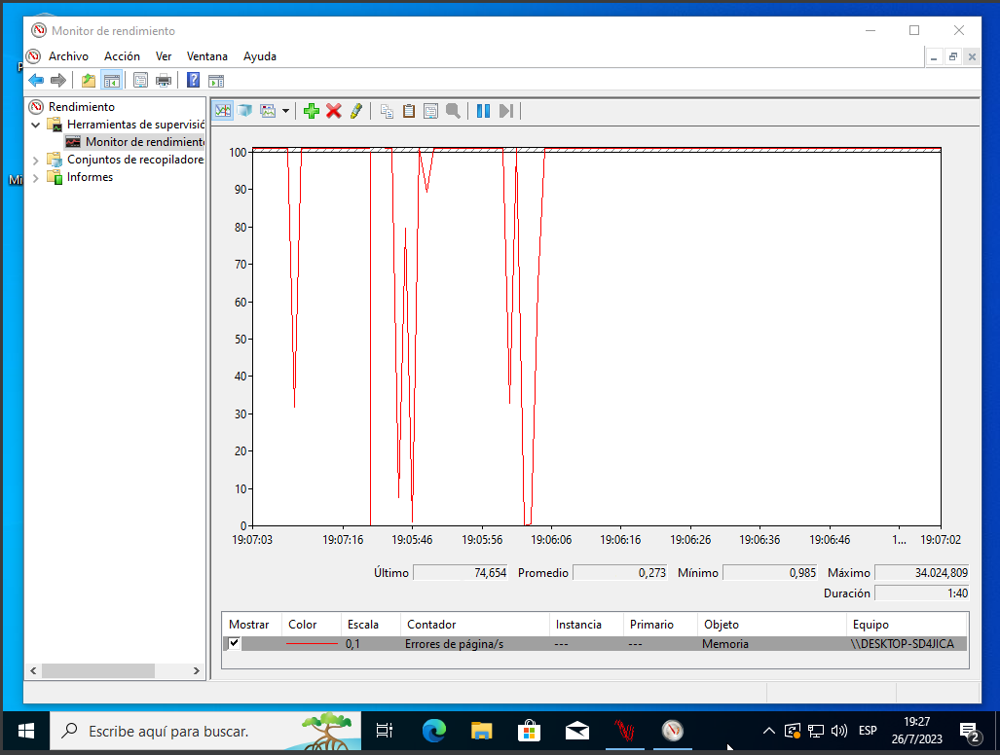 Monitor de rendimiento
Archivo Acción Ver Ventana Ayuda
Rendimiento
Herramientas de supervisió
Monitor de rendimiento
Conjuntos de recopiladore
Informes
100
90
80
70
60
50
40
30
20
10
0
19:07:03 19:07:16 19:05:46 19:05:56 19:06:06 19:06:16 19:06:26 19:06:36 19:06:46 1... 19:07:02
Último 74,654 Promedio 0,273 Mínimo 0,985 Máximo 34.024,809
Duración 1:40
Mostrar Color Escala Contador Instancia Primario Objeto Equipo
0,1 Errores de página/s --- --- Memoria \\DESKTOP-SD4JICA
Mi
Escribe aquí para buscar.
ESP
19:27
26/7/2023
2